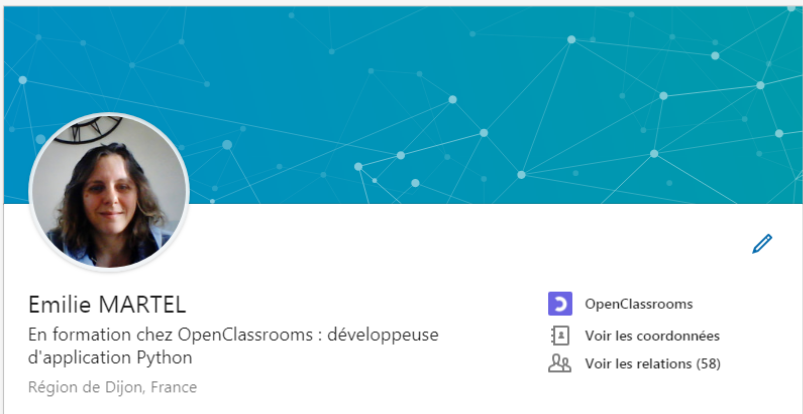 Emilie MARTEL
En formation chez OpenClassrooms : développeuse
d'application Python
Région de Dijon, France
OpenClassrooms
Voir les coordonnées
Voir les relations (58)